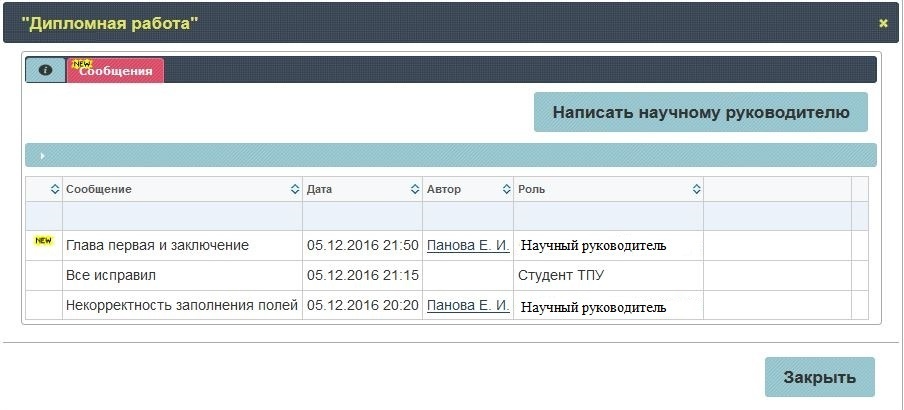 "Дипломная работа"
NEW
Сообщения
Написать научному руководителю
Сообщение Дата Автор Роль
NEW Глава первая и заключение 05.12.2016 21:50 Панова Е. И. Научный руководитель
Все исправил 05.12.2016 21:15 Студент ТПУ
Некорректность заполнения полей 05.12.2016 20:20 Панова Е. И. Научный руководитель
Закрыть